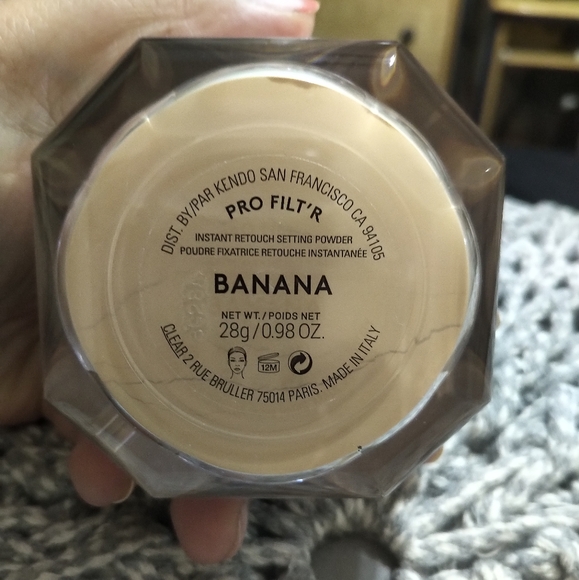 DIST. BY/PAR KENDO SAN FRANCISCO CA 94105
PRO FILT'R
INSTANT RETOUCH SETTING POWDER
POUDRE FIXATRICE RETOUCHE INSTANTANÉE
BANANA
NET WT./POIDS NET
28g/0.98 OZ.
12M
CLEAR 2 RUE BRULLER 75014 PARIS. MADE IN ITALY